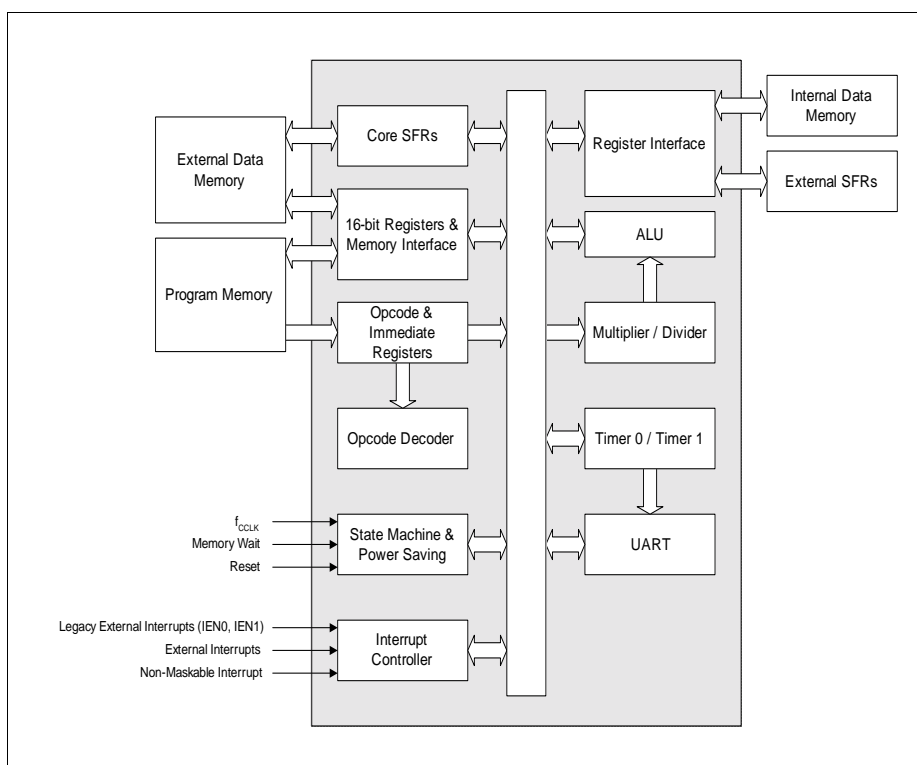 External Data
Memory
Program Memory
Core SFRs
16-bit Registers &
Memory Interface
Opcode &
Immediate
Registers
Opcode Decoder
fCCLK
Memory Wait
Reset
State Machine &
Power Saving
Legacy External Interrupts (IEN0, IEN1)
External Interrupts
Non-Maskable Interrupt
Interrupt
Controller
Register Interface
ALU
Multiplier / Divider
Timer 0 / Timer 1
UART
Internal Data
Memory
External SFRs